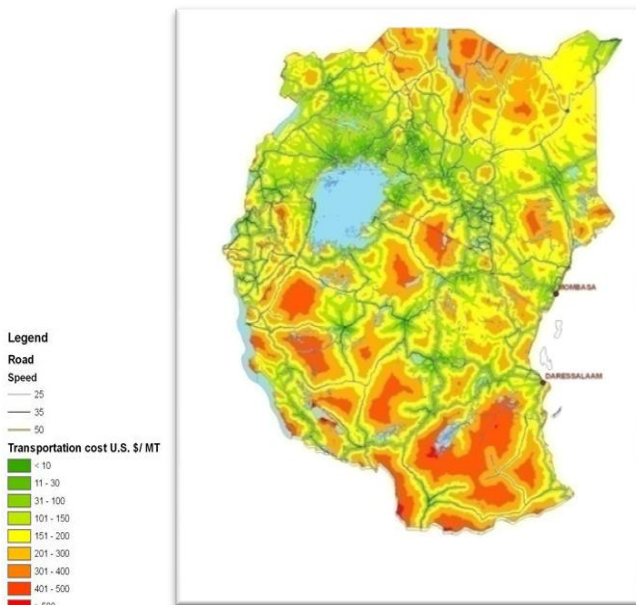 MOMBASA
DARESSALAAM
Legend
Road
Speed
25
35
50
Transportation cost U.S. $/ MT
< 10
11 - 30
31 - 100
101 - 150
151 - 200
201 - 300
301 - 400
401 - 500
> 500